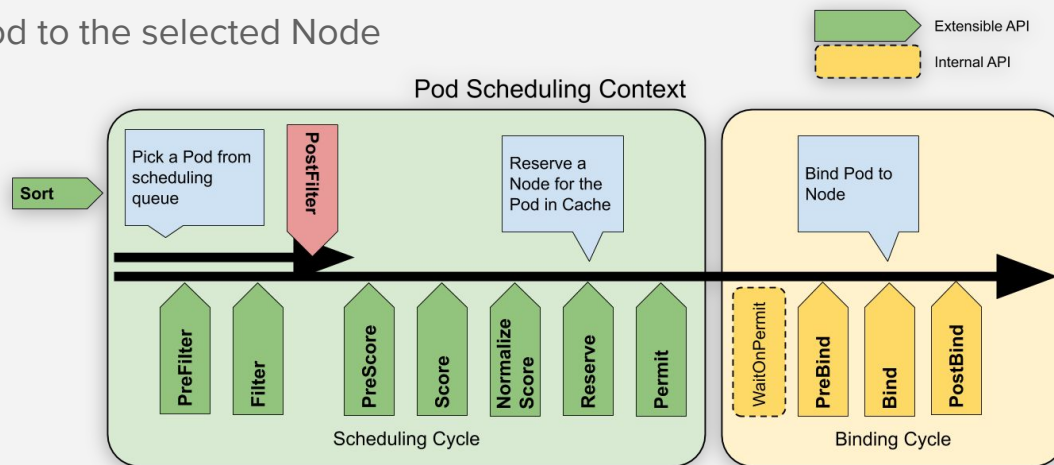 od to the selected Node
Extensible API
Internal API
Pod Scheduling Context
Pick a Pod from
scheduling
queue
PostFilter
Reserve a
Node for the
Pod in Cache
Bind Pod to
Node
Sort
PreFilter
Filter
PreScore
Score
Normalize
Score
Reserve
Permit
WaitOnPermit
PreBind
Bind
PostBind
Scheduling Cycle
Binding Cycle